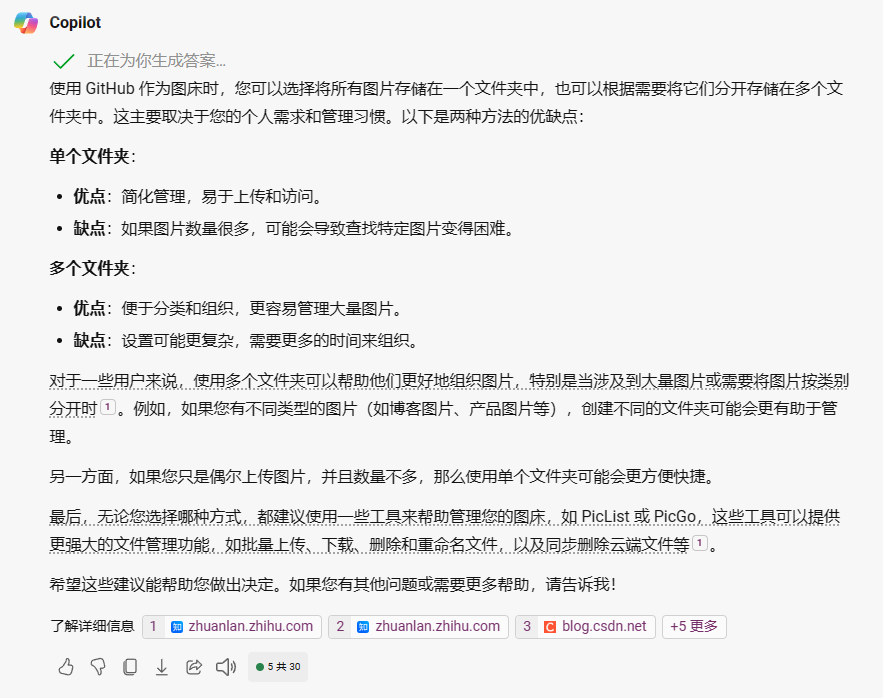 Copilot
正在为你生成答案...
使用 GitHub 作为图床时，您可以选择将所有图片存储在一个文件夹中，也可以根据需要将它们分开存储在多个文
件夹中。这主要取决于您的个人需求和管理习惯。以下是两种方法的优缺点：
单个文件夹：
• 优点：简化管理，易于上传和访问。
• 缺点：如果图片数量很多，可能会导致查找特定图片变得困难。
多个文件夹：
• 优点：便于分类和组织，更容易管理大量图片。
• 缺点：设置可能更复杂，需要更多的时间来组织。
对于一些用户来说，使用多个文件夹可以帮助他们更好地组织图片，特别是当涉及到大量图片或需要将图片按类别
分开时 1 。例如，如果您有不同类型的图片（如博客图片、产品图片等），创建不同的文件夹可能会更有助于管
理。
另一方面，如果您只是偶尔上传图片，并且数量不多，那么使用单个文件夹可能会更方便快捷。
最后，无论您选择哪种方式，都建议使用一些工具来帮助管理您的图床，如 PicList 或 PicGo，这些工具可以提供
更强大的文件管理功能，如批量上传、下载、删除和重命名文件，以及同步删除云端文件等 1 。
希望这些建议能帮助您做出决定。如果您有其他问题或需要更多帮助，请告诉我！
了解详细信息 1 知 zhuanlan.zhihu.com 2 知 zhuanlan.zhihu.com 3 C blog.csdn.net +5 更多
5 共 30